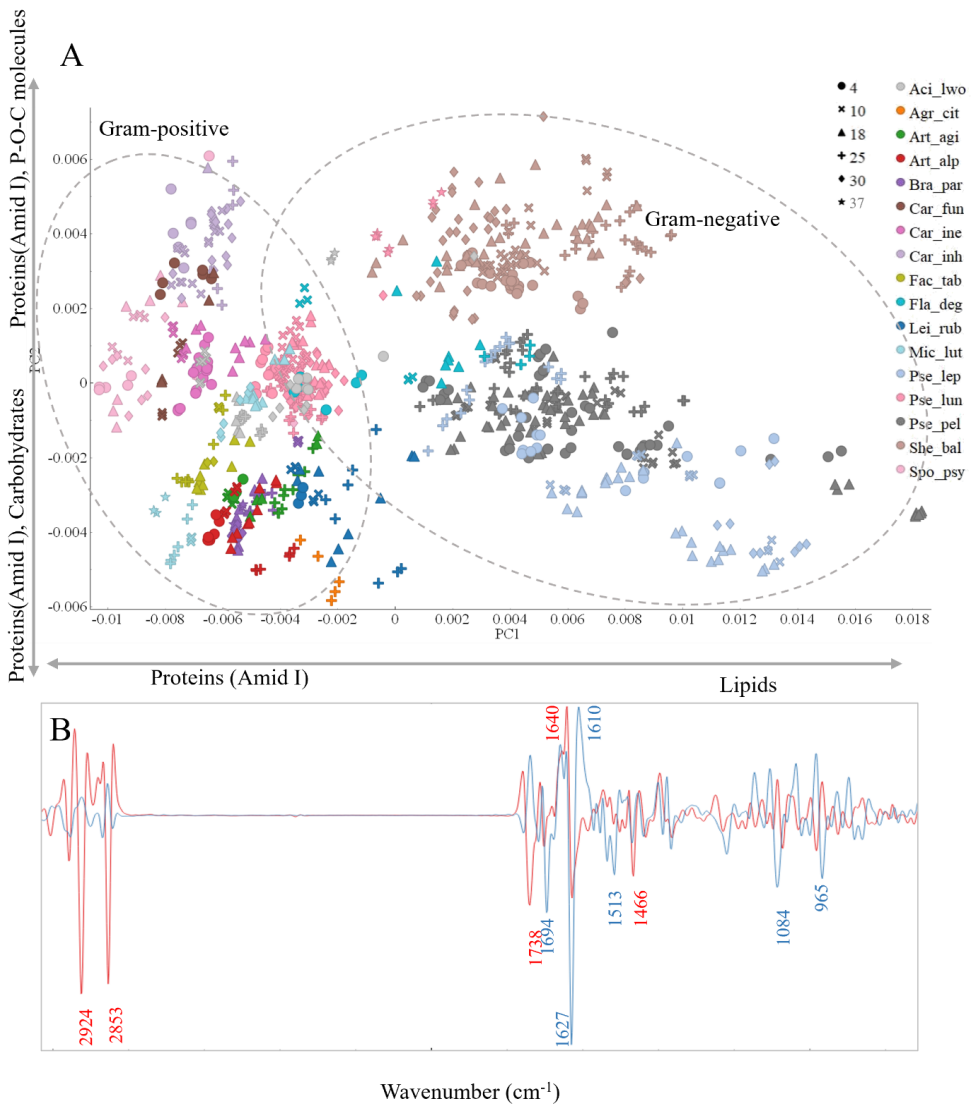 A
Proteins(Amid I), Carbohydrates Proteins(Amid I), P-O-C molecules
Gram-positive
Gram-negative
0.006
0.004
0.002
0
-0.002
-0.004
-0.006
-0.01 -0.008 -0.006 -0.004 -0.002 0 0.002 0.004 0.006 0.008 0.01 0.012 0.014 0.016 0.018
PC1
4
10
18
25
30
37
Aci_lwo
Agr_cit
Art_agi
Art_alp
Bra_par
Car_fun
Car_ine
Car_inh
Fac_tab
Fla_deg
Lei_rub
Mic_lut
Pse_lep
Pse_lun
Pse_pel
She_bal
Spo_psy
Proteins (Amid I) Lipids
B
1640
1610
2924
2853
1738
1694
1627
1513
1466
1084
965
Wavenumber (cm⁻¹)